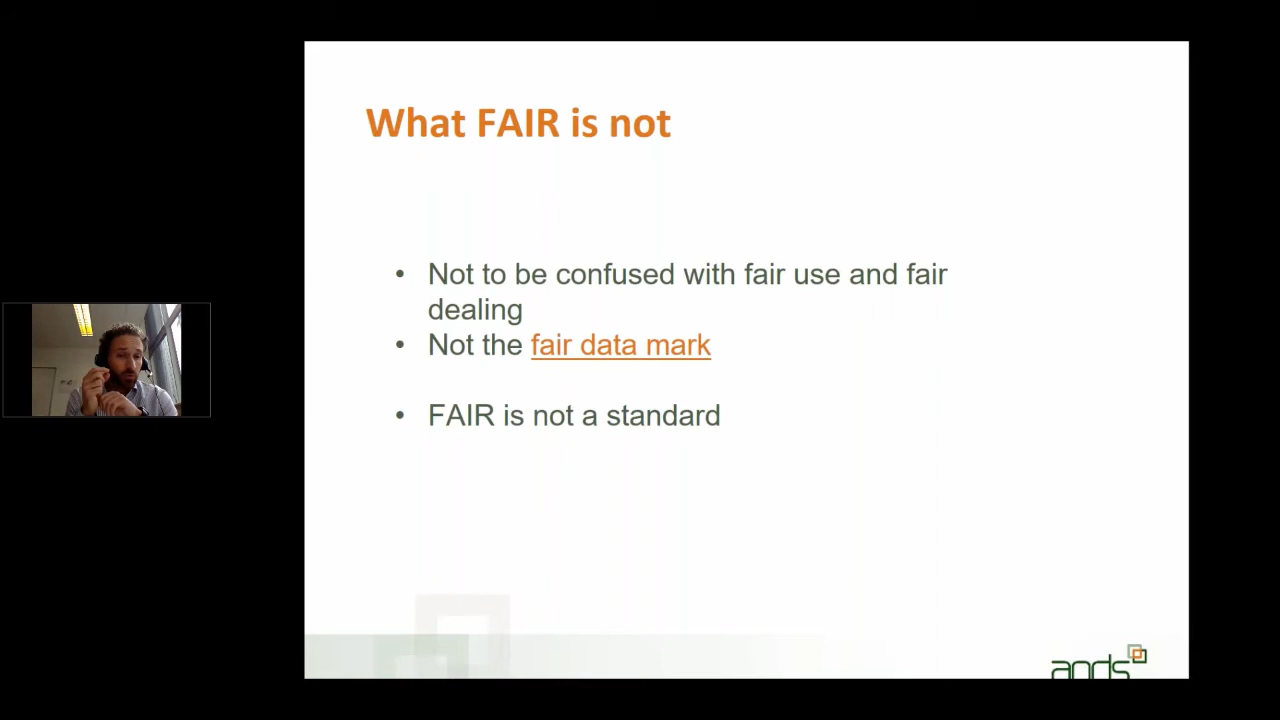 What FAIR is not
• Not to be confused with fair use and fair
dealing
• Not the fair data mark
• FAIR is not a standard
ands